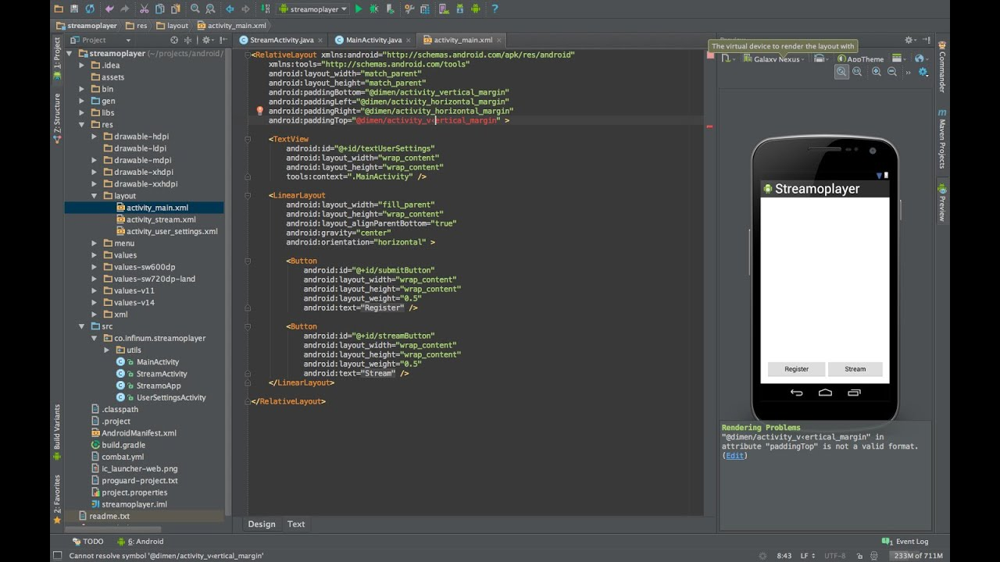 streamoplayer
streamoplayer
res
layout
activity_main.xml
Project
StreamActivity.java
MainActivity.java
activity_main.xml
The virtual device to render the layout with
Galaxy Nexus
AppTheme
1: Project
Z: Structure
Build Variants
2: Favorites
streamoplayer (~/projects/android/
.idea
assets
bin
gen
libs
res
drawable-hdpi
drawable-ldpi
drawable-mdpi
drawable-xhdpi
drawable-xxhdpi
layout
activity_main.xml
activity_stream.xml
activity_user_settings.xml
menu
values
values-sw600dp
values-sw720dp-land
values-v11
values-v14
xml
src
co.infinum.streamoplayer
utils
MainActivity
StreamActivity
StreamoApp
UserSettingsActivity
.classpath
.project
AndroidManifest.xml
build.gradle
combat.yml
ic_launcher-web.png
proguard-project.txt
project.properties
streamoplayer.iml
readme.txt
<RelativeLayout xmlns:android="http://schemas.android.com/apk/res/android"
xmlns:tools="http://schemas.android.com/tools"
android:layout_width="match_parent"
android:layout_height="match_parent"
android:paddingBottom="@dimen/activity_vertical_margin"
android:paddingLeft="@dimen/activity_horizontal_margin"
android:paddingRight="@dimen/activity_horizontal_margin"
android:paddingTop="@dimen/activity_v‹ertical_margin" >
<TextView
android:id="@+id/textUserSettings"
android:layout_width="wrap_content"
android:layout_height="wrap_content"
tools:context=".MainActivity" />
<LinearLayout
android:layout_width="fill_parent"
android:layout_height="wrap_content"
android:layout_alignParentBottom="true"
android:gravity="center"
android:orientation="horizontal" >
<Button
android:id="@+id/submitButton"
android:layout_width="wrap_content"
android:layout_height="wrap_content"
android:layout_weight="0.5"
android:text="Register" />
<Button
android:id="@+id/streamButton"
android:layout_width="wrap_content"
android:layout_height="wrap_content"
android:layout_weight="0.5"
android:text="Stream" />
</LinearLayout>
</RelativeLayout>
Design
Text
Streamoplayer
Register
Stream
Rendering Problems
"@dimen/activity_v‹ertical_margin" in
attribute "paddingTop" is not a valid format.
(Edit)
Commander
Maven Projects
Preview
TODO
6: Android
Event Log
Cannot resolve symbol '@dimen/activity_v‹ertical_margin'
8:43
LF
UTF-8
233M of 711M